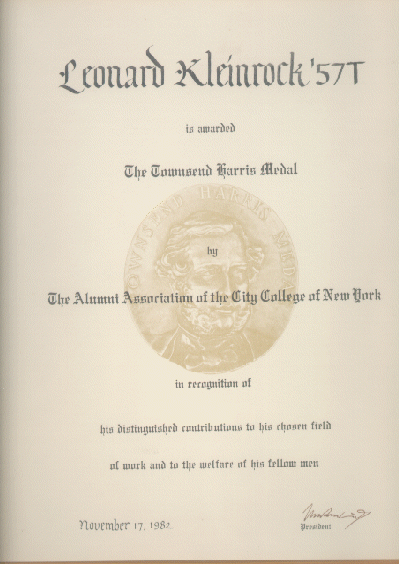 Leonard Kleinrock '57T
is awarded
The Townsend Harris Medal
TOWNSEND HARRIS MEDAL
by
The Alumni Association of the City College of New York
in recognition of
his distinguished contributions to his chosen field
of work and to the welfare of his fellow men
November 17, 1982
President